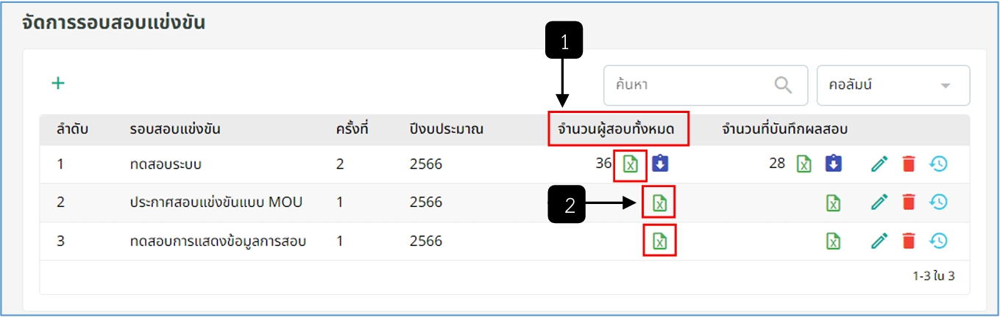 จัดการรอบสอบแข่งขัน
1
ค้นหา คอลัมน์
ลำดับ รอบสอบแข่งขัน ครั้งที่ ปีงบประมาณ จำนวนผู้สอบทั้งหมด จำนวนที่บันทึกผลสอบ
1 ทดสอบระบบ 2 2566 36 28
2 ประกาศสอบแข่งขันแบบ MOU 1 2566 2
3 ทดสอบการแสดงข้อมูลการสอบ 1 2566
1-3 ใน 3